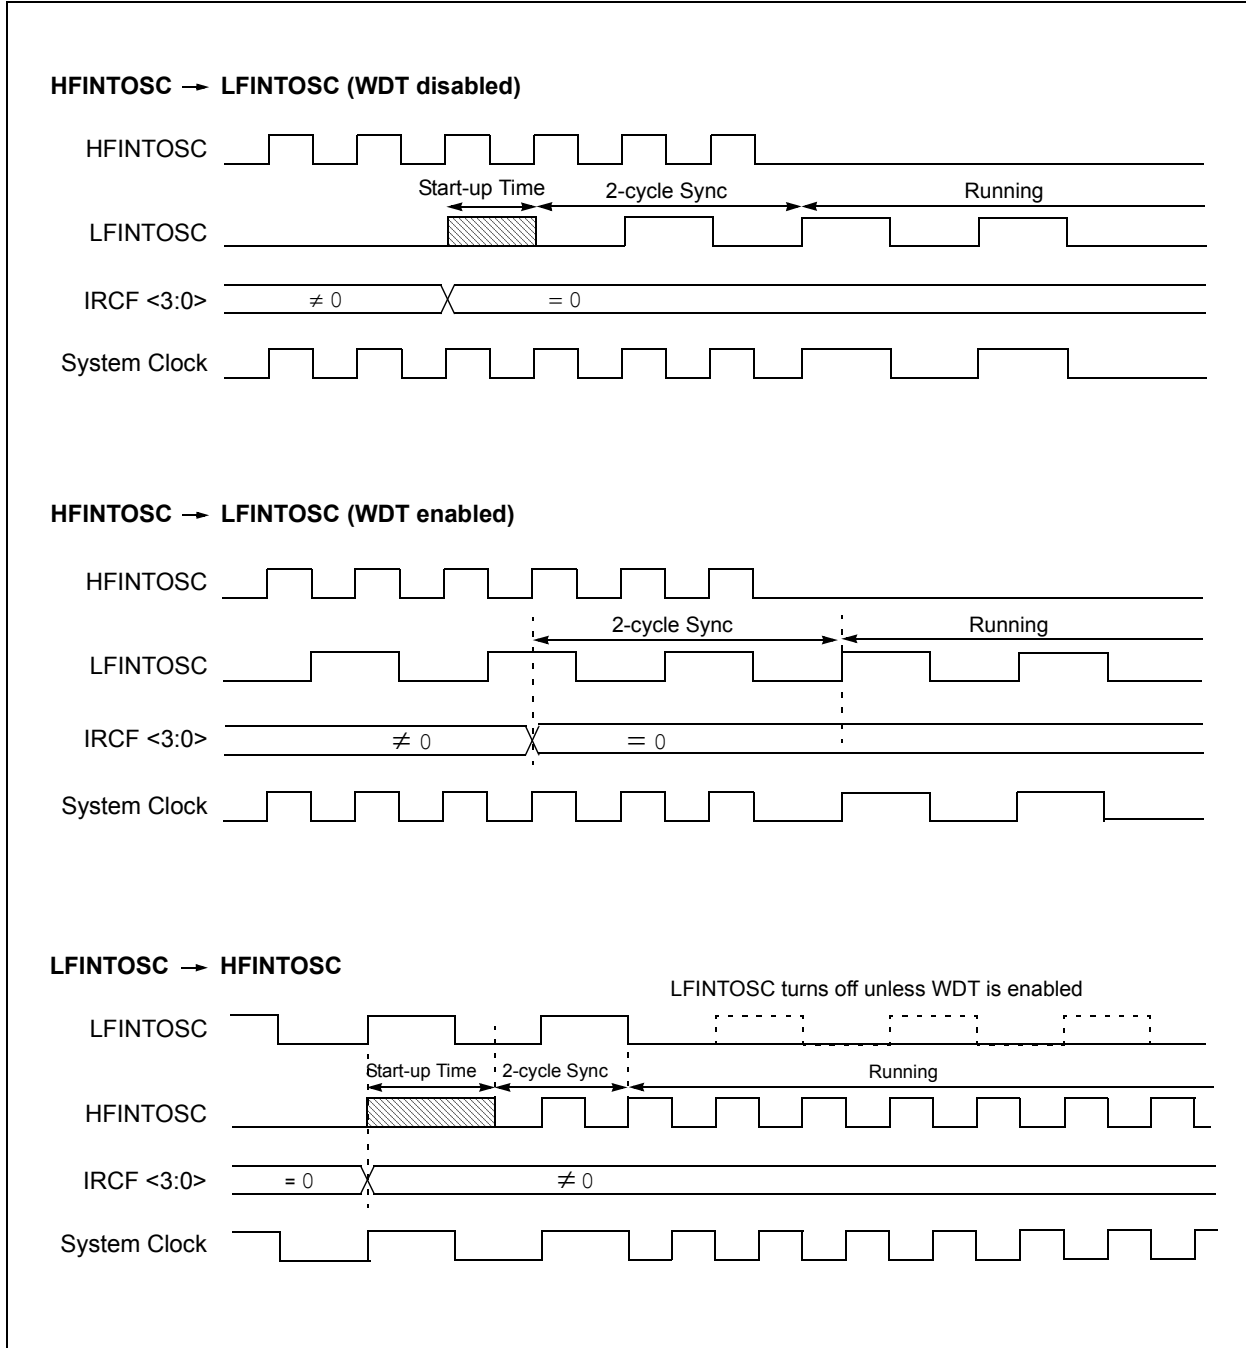 HFINTOSC → LFINTOSC (WDT disabled)
HFINTOSC
Start-up Time 2-cycle Sync Running
LFINTOSC
IRCF <3:0> ≠ 0 = 0
System Clock
HFINTOSC → LFINTOSC (WDT enabled)
HFINTOSC
2-cycle Sync Running
LFINTOSC
IRCF <3:0> ≠ 0 = 0
System Clock
LFINTOSC → HFINTOSC
LFINTOSC turns off unless WDT is enabled
LFINTOSC
Start-up Time 2-cycle Sync Running
HFINTOSC
IRCF <3:0> = 0 ≠ 0
System Clock